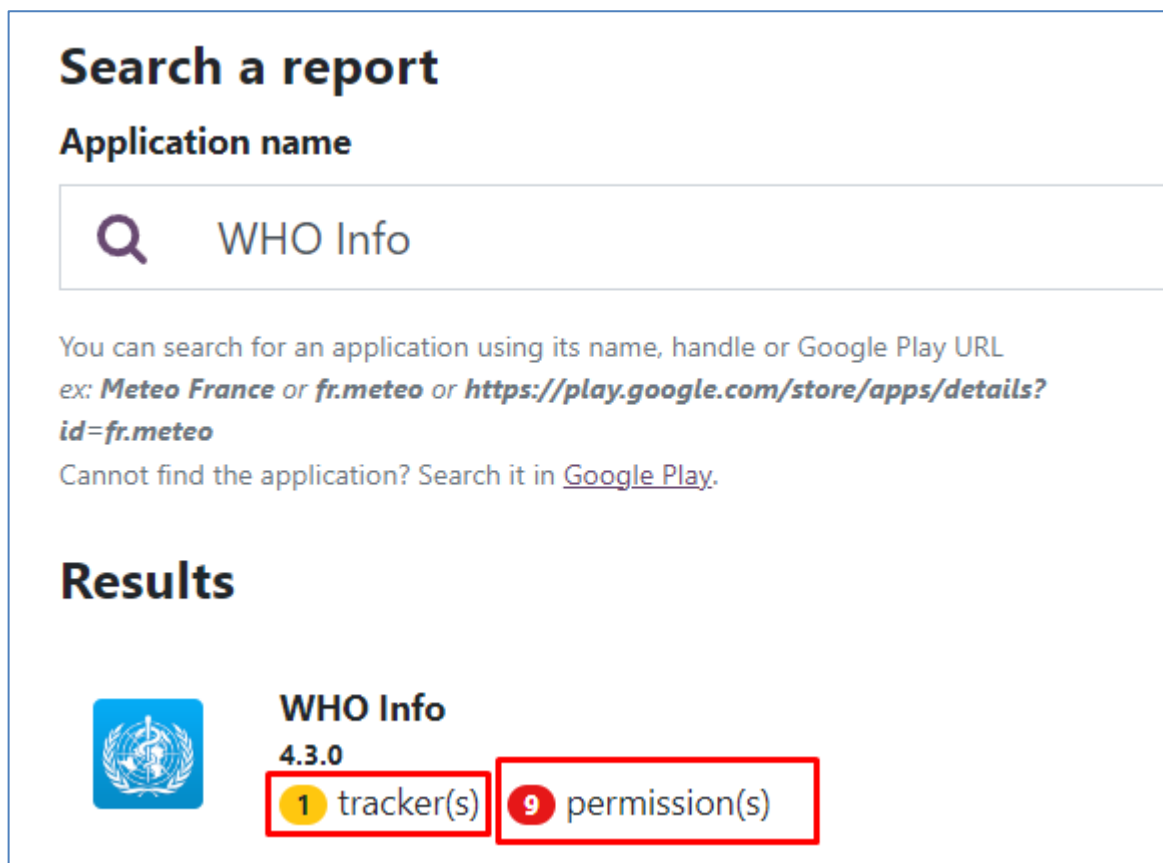 Search a report
Application name
WHO Info
You can search for an application using its name, handle or Google Play URL
ex: Meteo France or fr.meteo or https://play.google.com/store/apps/details?
id=fr.meteo
Cannot find the application? Search it in Google Play.
Results
WHO Info
4.3.0
1 tracker(s) 9 permission(s)